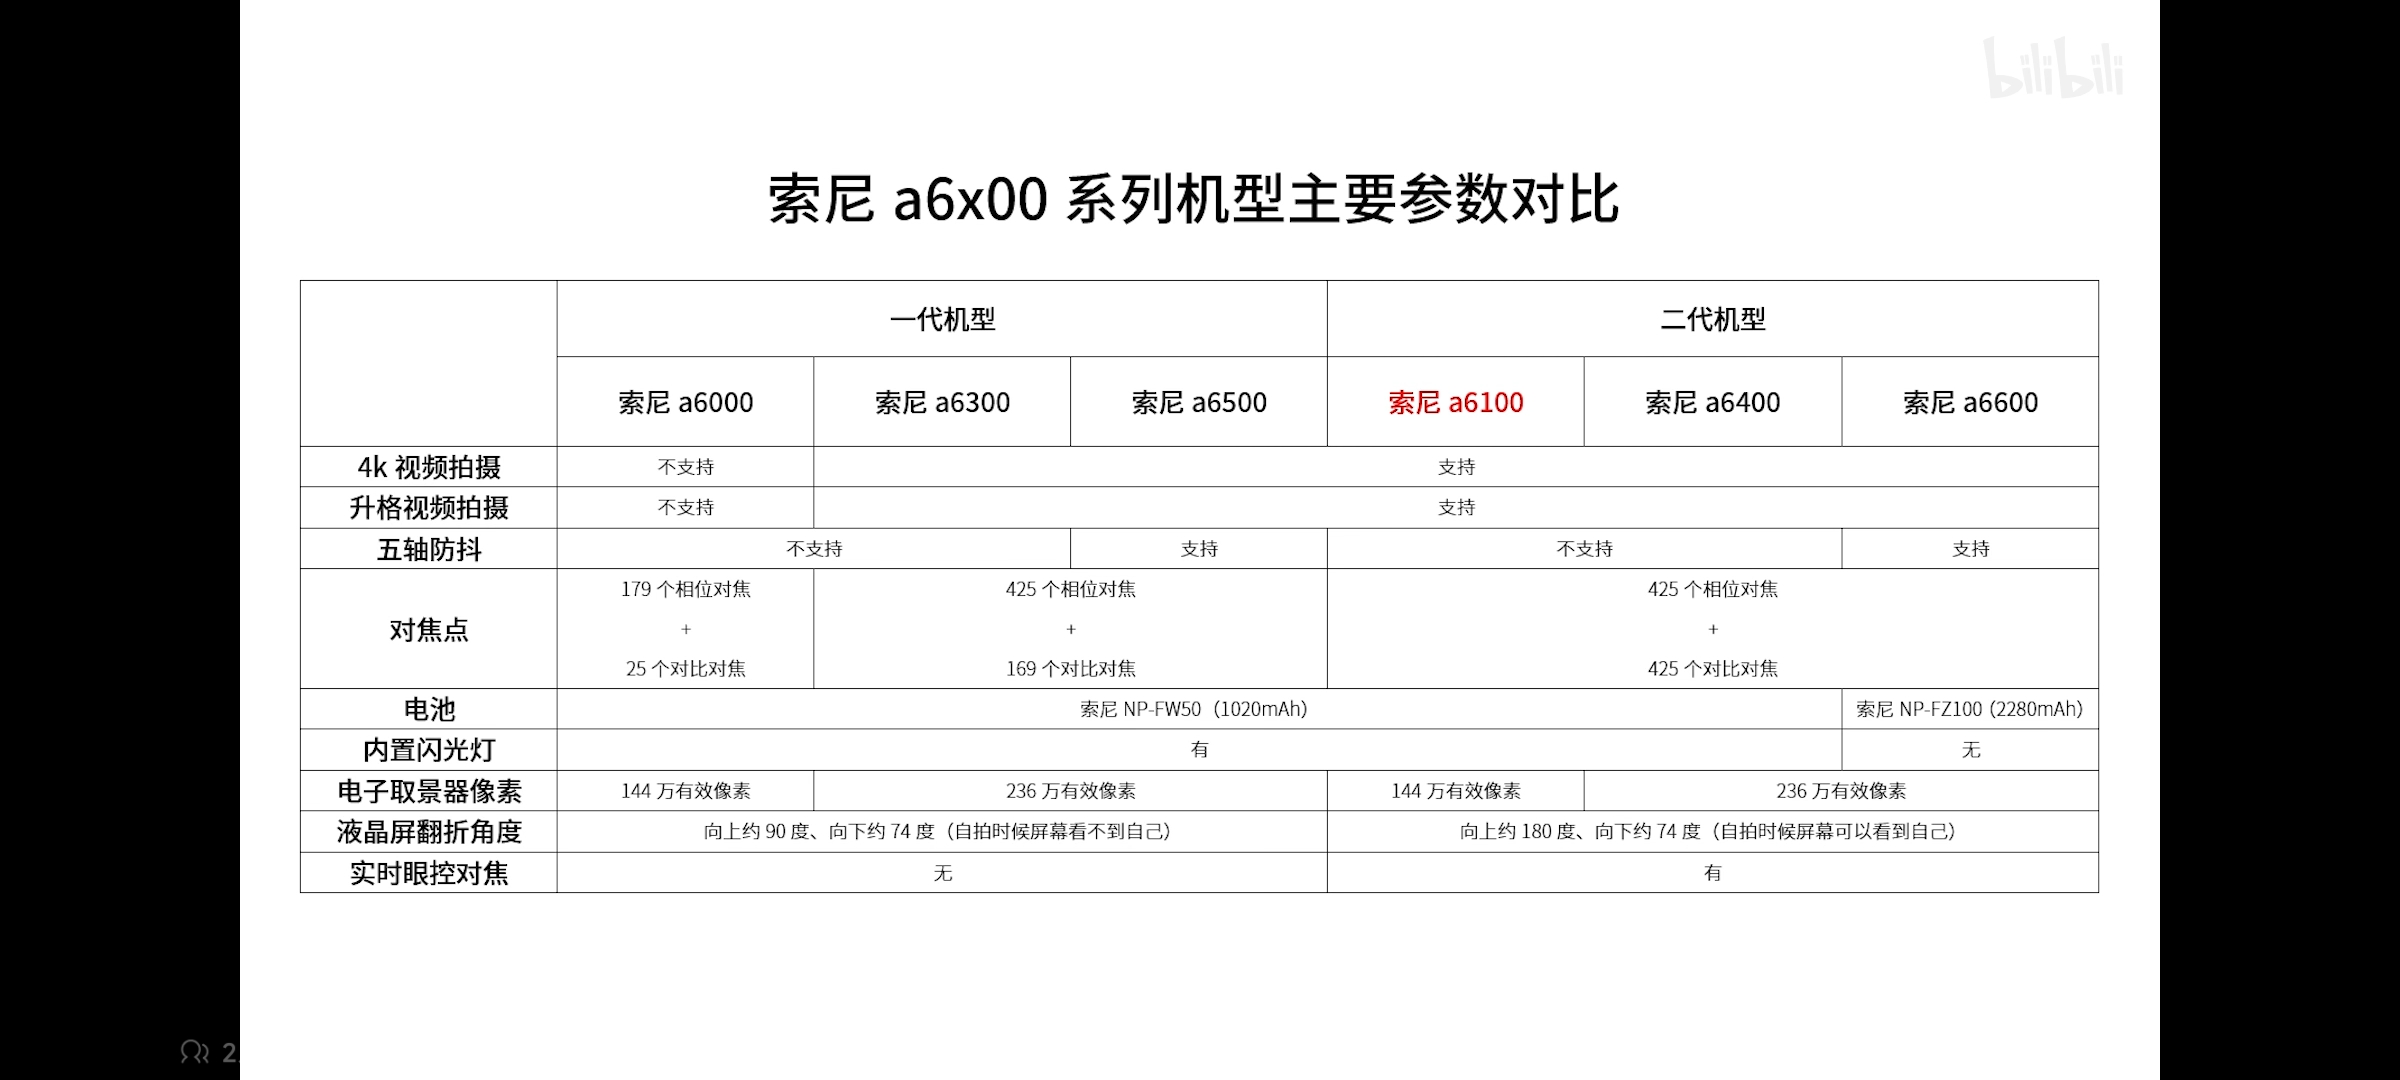 bilibili
索尼 a6x00 系列机型主要参数对比
一代机型 二代机型
索尼 a6000 索尼 a6300 索尼 a6500 索尼 a6100 索尼 a6400 索尼 a6600
4k 视频拍摄 不支持 支持
升格视频拍摄 不支持 支持
五轴防抖 不支持 支持 不支持 支持
对焦点
179 个相位对焦
+
25 个对比对焦
425 个相位对焦
+
169 个对比对焦
425 个相位对焦
+
425 个对比对焦
电池 索尼 NP-FW50（1020mAh） 索尼 NP-FZ100（2280mAh）
内置闪光灯 有 无
电子取景器像素 144 万有效像素 236 万有效像素 144 万有效像素 236 万有效像素
液晶屏翻折角度 向上约 90 度、向下约 74 度（自拍时候屏幕看不到自己） 向上约 180 度、向下约 74 度（自拍时候屏幕可以看到自己）
实时眼控对焦 无 有
2